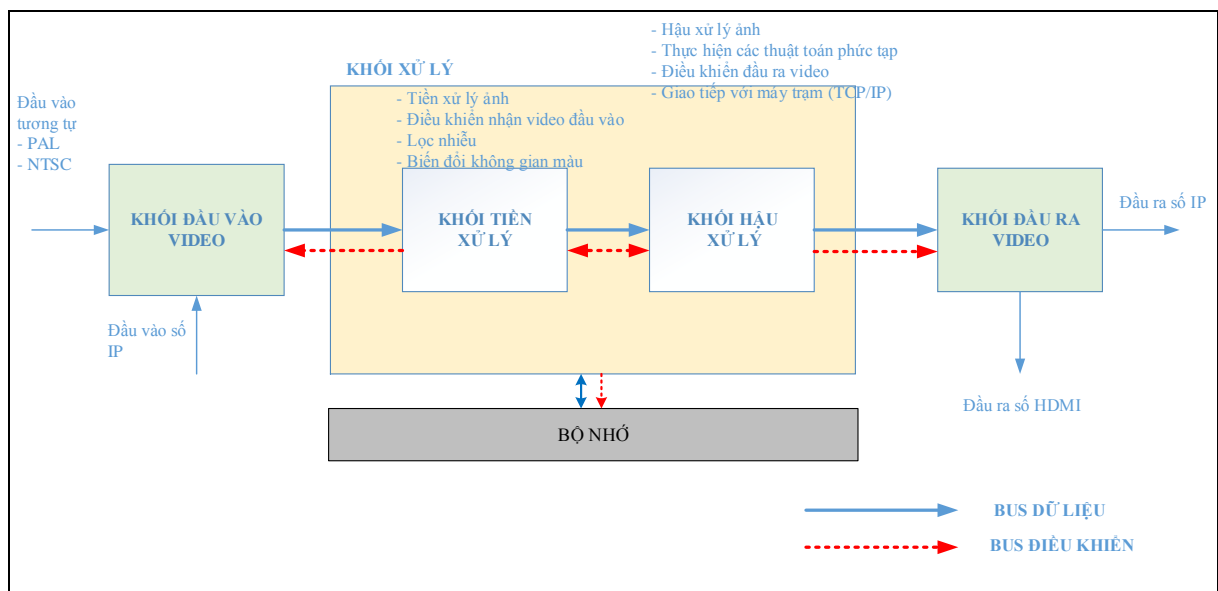 - Hậu xử lý ảnh
- Thực hiện các thuật toán phức tạp
- Điều khiển đầu ra video
- Giao tiếp với máy trạm (TCP/IP)
KHỐI XỬ LÝ
- Tiền xử lý ảnh
- Điều khiển nhận video đầu vào
- Lọc nhiễu
- Biến đổi không gian màu
Đầu vào
tương tự
- PAL
- NTSC
KHỐI ĐẦU VÀO
VIDEO
KHỐI TIỀN
XỬ LÝ
KHỐI HẬU
XỬ LÝ
KHỐI ĐẦU RA
VIDEO
Đầu ra số IP
Đầu vào số
IP
Đầu ra số HDMI
BỘ NHỚ
BUS DỮ LIỆU
BUS ĐIỀU KHIỂN